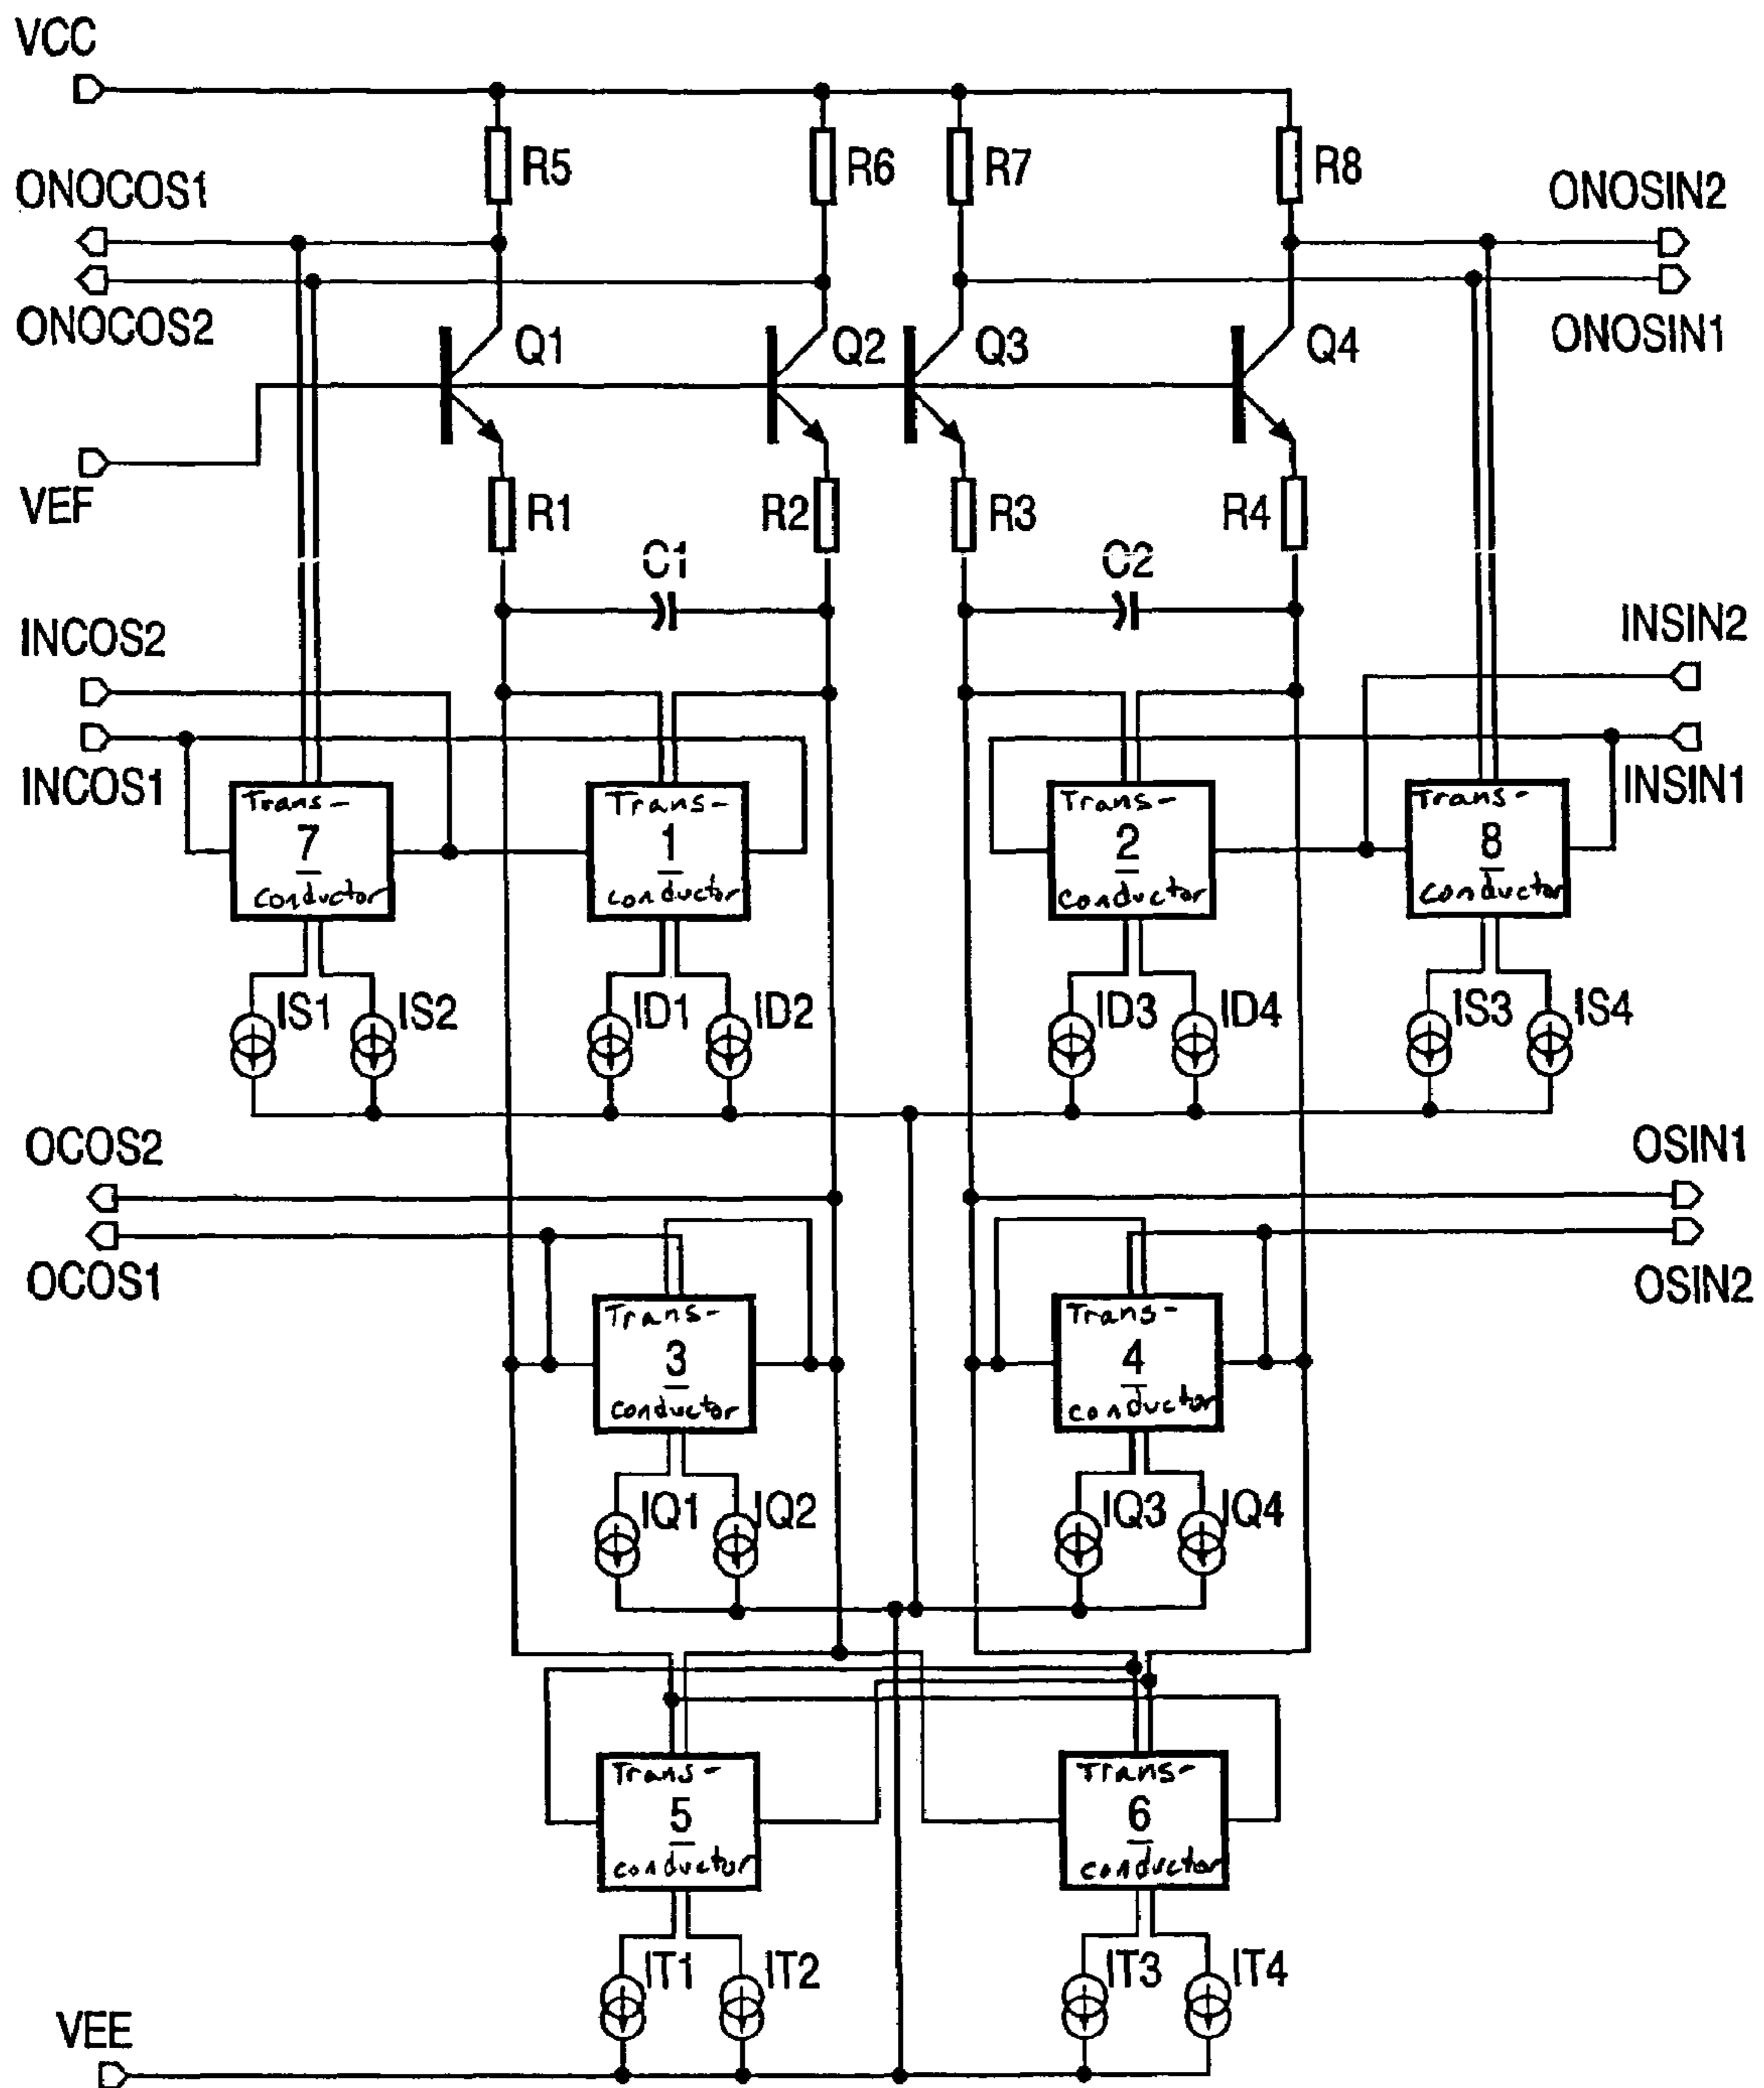 VCC
R5
R6
R7
R8
ONOCOS1
ONOSIN2
ONOCOS2
ONOSIN1
Q1
Q2
Q3
Q4
VEF
R1
R2
R3
R4
C1
C2
INCOS2
INSIN2
INCOS1
INSIN1
Trans-
7
conductor
Trans-
1
conductor
Trans-
2
conductor
Trans-
8
conductor
IS1
IS2
ID1
ID2
ID3
ID4
IS3
IS4
OCOS2
OSIN1
OCOS1
OSIN2
Trans-
3
conductor
Trans-
4
conductor
IQ1
IQ2
IQ3
IQ4
Trans-
5
conductor
Trans-
6
conductor
IT1
IT2
IT3
IT4
VEE